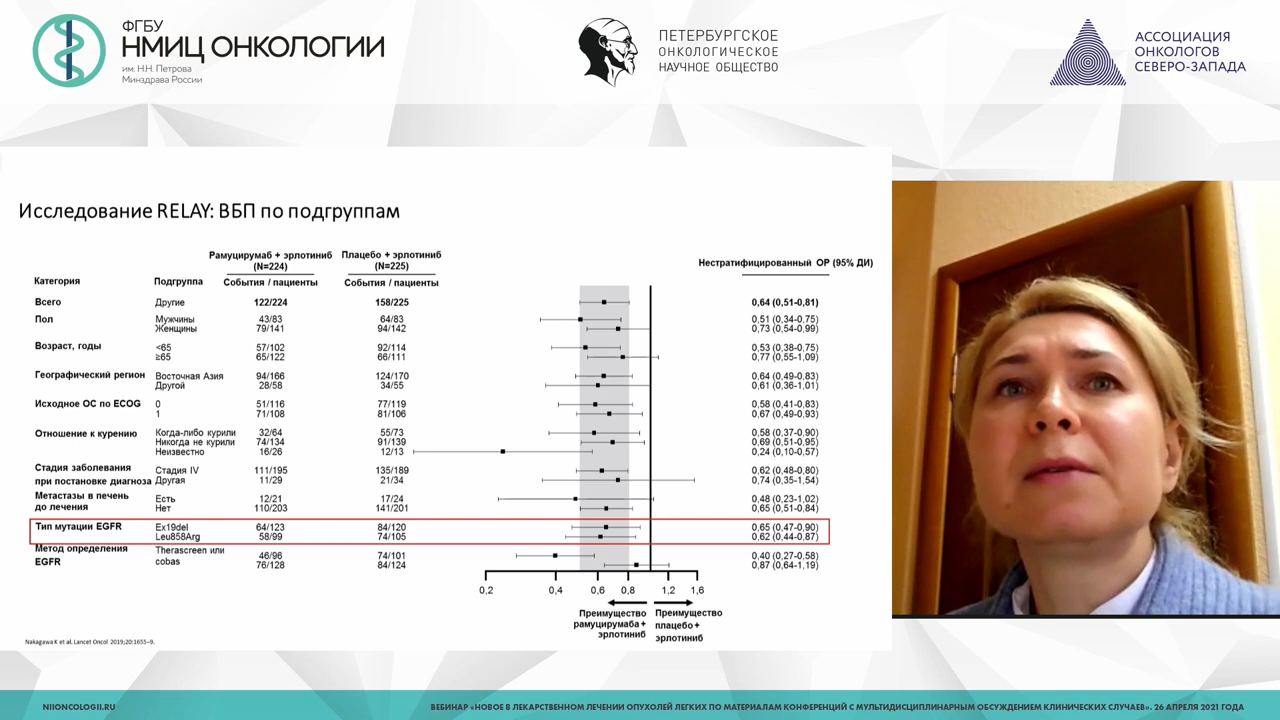 ФГБУ
НМИЦ ОНКОЛОГИИ
им. Н.Н. Петрова
Минздрава России
ПЕТЕРБУРГСКОЕ
ОНКОЛОГИЧЕСКОЕ
НАУЧНОЕ ОБЩЕСТВО
АССОЦИАЦИЯ
ОНКОЛОГОВ
СЕВЕРО-ЗАПАДА
Исследование RELAY: ВБП по подгруппам
Рамуцирумаб + эрлотиниб Плацебо + эрлотиниб
(N=224) (N=225)
Нестратифицированный ОР (95% ДИ)
Категория Подгруппа События / пациенты События / пациенты
Всего Другие 122/224 158/225 0,64 (0,51-0,81)
Пол Мужчины 43/83 64/83 0,51 (0,34-0,75)
Женщины 79/141 94/142 0,73 (0,54-0,99)
Возраст, годы <65 57/102 92/114 0,53 (0,38-0,75)
≥65 65/122 66/111 0,77 (0,55-1,09)
Географический регион Восточная Азия 94/166 124/170 0,64 (0,49-0,83)
Другой 28/58 34/55 0,61 (0,36-1,01)
Исходное ОС по ECOG 0 51/116 77/119 0,58 (0,41-0,83)
1 71/108 81/106 0,67 (0,49-0,93)
Отношение к курению Когда-либо курили 32/64 55/73 0,58 (0,37-0,90)
Никогда не курили 74/134 91/139 0,69 (0,51-0,95)
Неизвестно 16/26 12/13 0,24 (0,10-0,57)
Стадия заболевания Стадия IV 111/195 135/189 0,62 (0,48-0,80)
при постановке диагноза Другая 11/29 21/34 0,74 (0,35-1,54)
Метастазы в печень Есть 12/21 17/24 0,48 (0,23-1,02)
до лечения Нет 110/203 141/201 0,65 (0,51-0,84)
Тип мутации EGFR Ex19del 64/123 84/120 0,65 (0,47-0,90)
Leu858Arg 58/99 74/105 0,62 (0,44-0,87)
Метод определения Therascreen или 46/96 74/101 0,40 (0,27-0,58)
EGFR cobas 76/128 84/124 0,87 (0,64-1,19)
0,2 0,4 0,6 0,8 1,2 1,6
Преимущество Преимущество
рамуцирумаба + плацебо +
эрлотиниб эрлотиниб
Nakagawa K et al. Lancet Oncol 2019;20:1655–9.
NIIONCOLOGII.RU
ВЕБИНАР «НОВОЕ В ЛЕКАРСТВЕННОМ ЛЕЧЕНИИ ОПУХОЛЕЙ ЛЕГКИХ ПО МАТЕРИАЛАМ КОНФЕРЕНЦИЙ С МУЛЬТИДИСЦИПЛИНАРНЫМ ОБСУЖДЕНИЕМ КЛИНИЧЕСКИХ СЛУЧАЕВ». 26 АПРЕЛЯ 2021 ГОДА